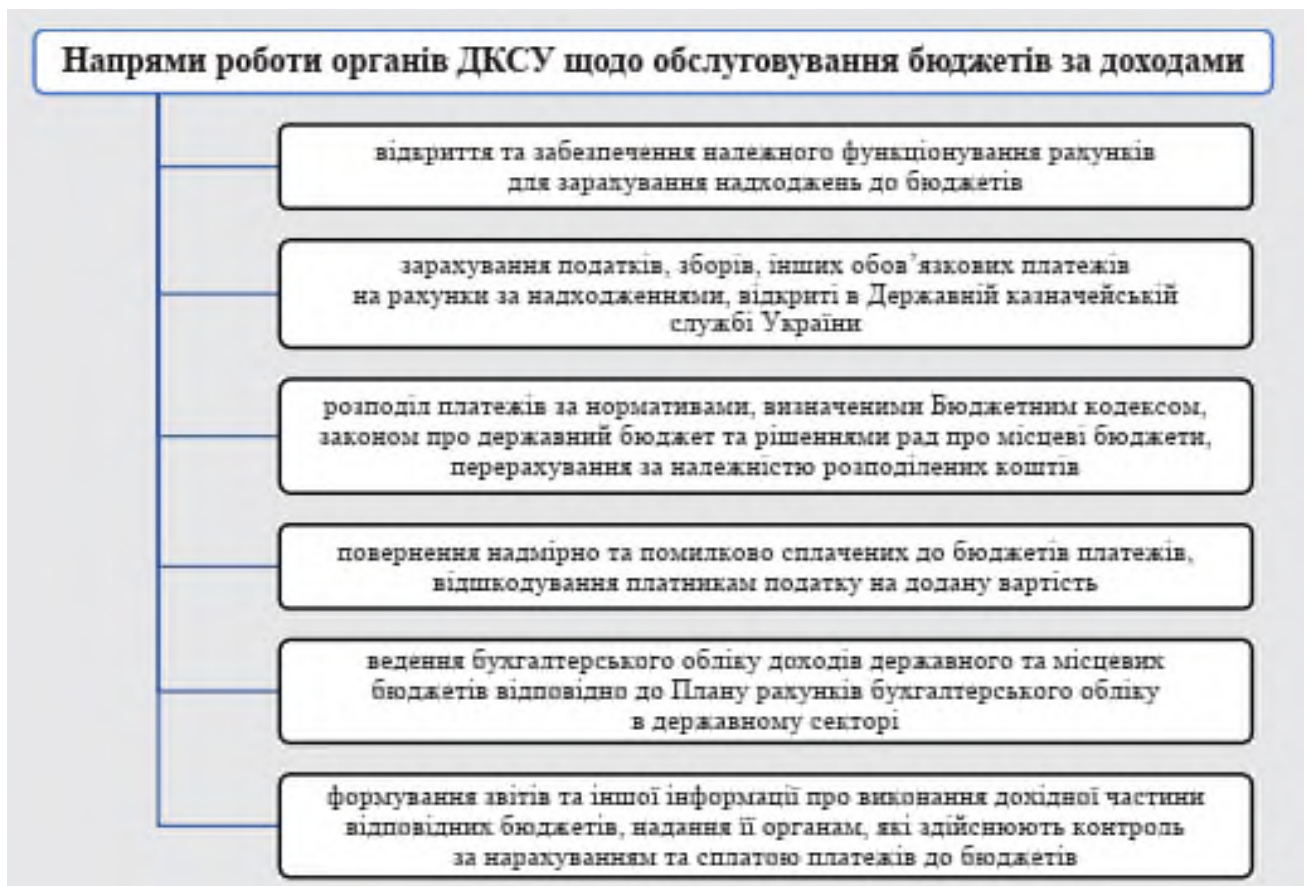 Напрями роботи органів ДКСУ щодо обслуговування бюджетів за доходами
відкриття та забезпечення належного функціонування рахунків
для зарахування надходжень до бюджетів
зарахування податків, зборів, інших обов’язкових платежів
на рахунки за надходженнями, відкриті в Державній казначейській
службі України
розподіл платежів за нормативами, визначеними Бюджетним кодексом,
законом про державний бюджет та рішеннями рад про місцеві бюджети,
перерахування за належністю розподілених коштів
повернення надмірно та помилково сплачених до бюджетів платежів,
відшкодування платникам податку на додану вартість
ведення бухгалтерського обліку доходів державного та місцевих
бюджетів відповідно до Плану рахунків бухгалтерського обліку
в державному секторі
формування звітів та іншої інформації про виконання дохідної частини
відповідних бюджетів, надання її органам, які здійснюють контроль
за нарахуванням та сплатою платежів до бюджетів